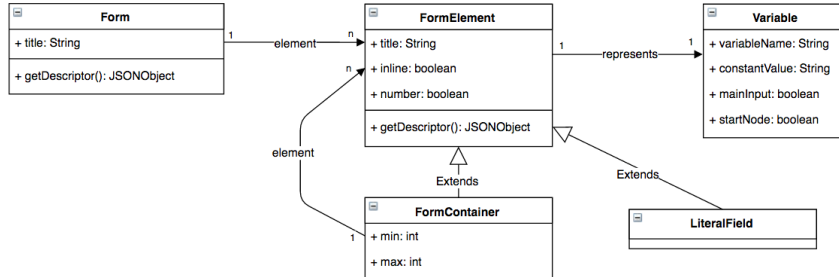 Form
+ title: String
+ getDescriptor(): JSONObject
1
element
n
FormElement
+ title: String
+ inline: boolean
+ number: boolean
+ getDescriptor(): JSONObject
1
represents
1
Variable
+ variableName: String
+ constantValue: String
+ mainInput: boolean
+ startNode: boolean
n
element
1
Extends
Extends
FormContainer
+ min: int
+ max: int
LiteralField